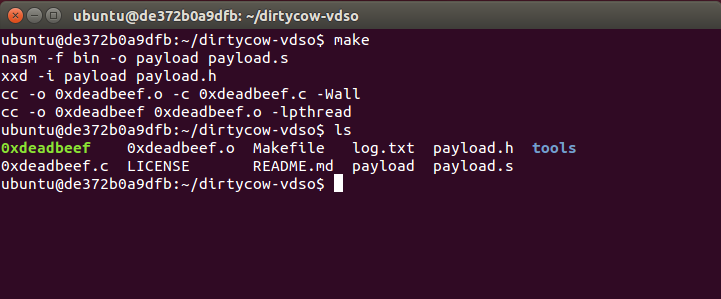 ubuntu@de372b0a9dfb: ~/dirtycow-vdso
ubuntu@de372b0a9dfb:~/dirtycow-vdso$ make
nasm -f bin -o payload payload.s
xxd -i payload payload.h
cc -o 0xdeadbeef.o -c 0xdeadbeef.c -Wall
cc -o 0xdeadbeef 0xdeadbeef.o -lpthread
ubuntu@de372b0a9dfb:~/dirtycow-vdso$ ls
0xdeadbeef    0xdeadbeef.o  Makefile   log.txt  payload.h  tools
0xdeadbeef.c  LICENSE       README.md  payload  payload.s
ubuntu@de372b0a9dfb:~/dirtycow-vdso$